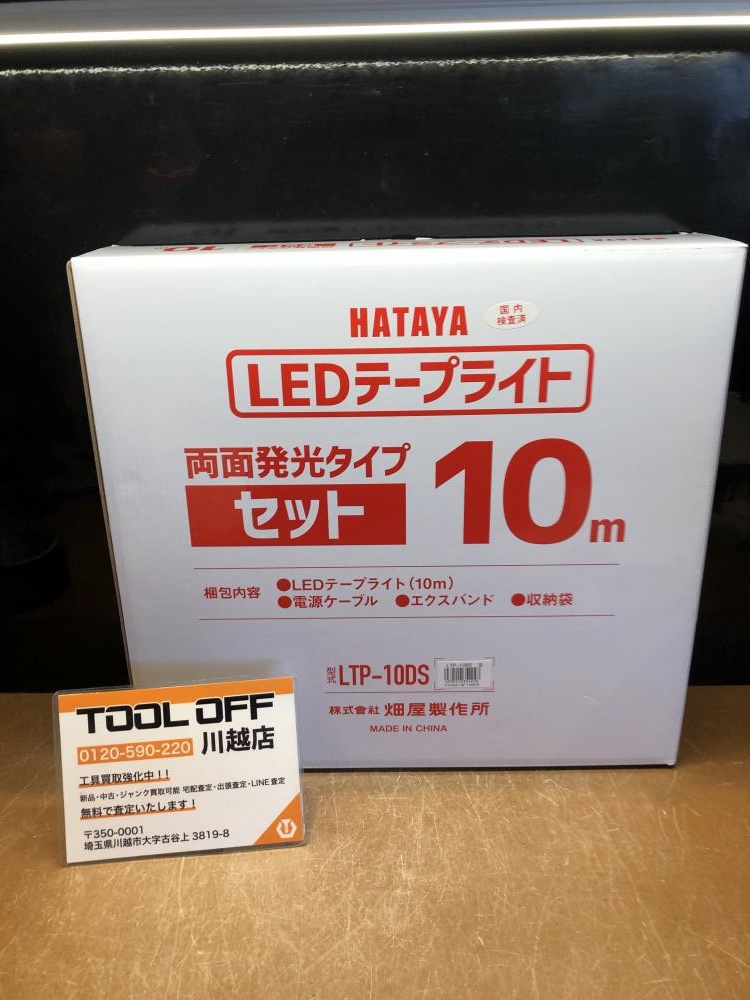 HATAYA
国内
検査済
LEDテープライト
両面発光タイプ
セット
10m
梱包内容
●LEDテープライト(10m)
●電源ケーブル ●エクスバンド ●収納袋
型式 LTP-10DS
LTP-10DS
株式会社 畑屋製作所
MADE IN CHINA
TOOL OFF
0120-590-220 川越店
工具買取強化中!!
新品・中古・ジャンク買取可能 宅配査定・出張査定・LINE査定
無料で査定いたします!
〒350-0001
埼玉県川越市大字古谷上 3819-8